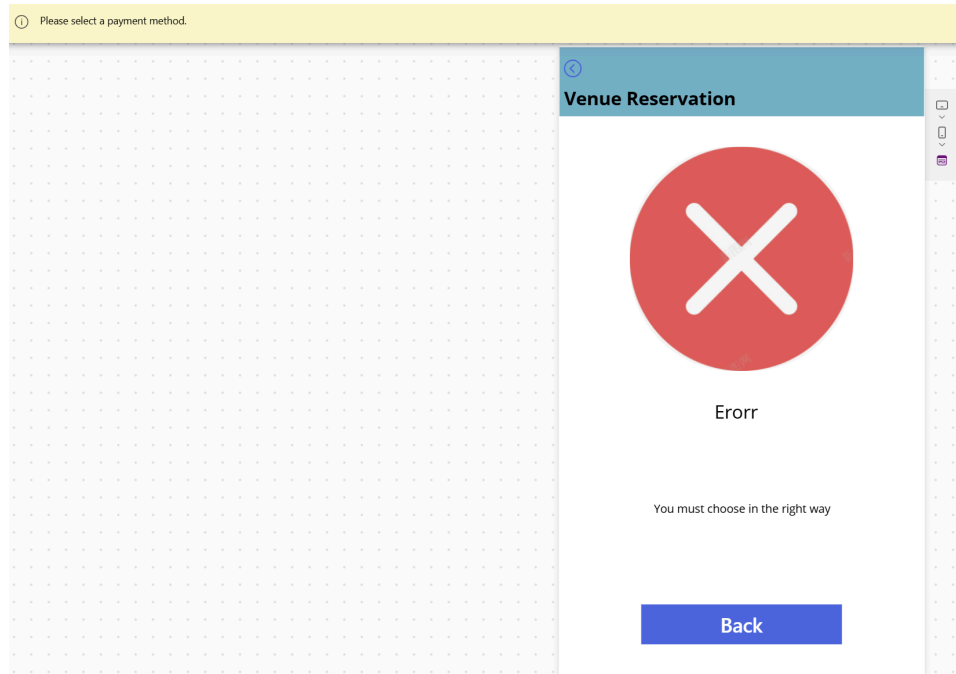 Please select a payment method.
Venue Reservation
Erorr
You must choose in the right way
Back